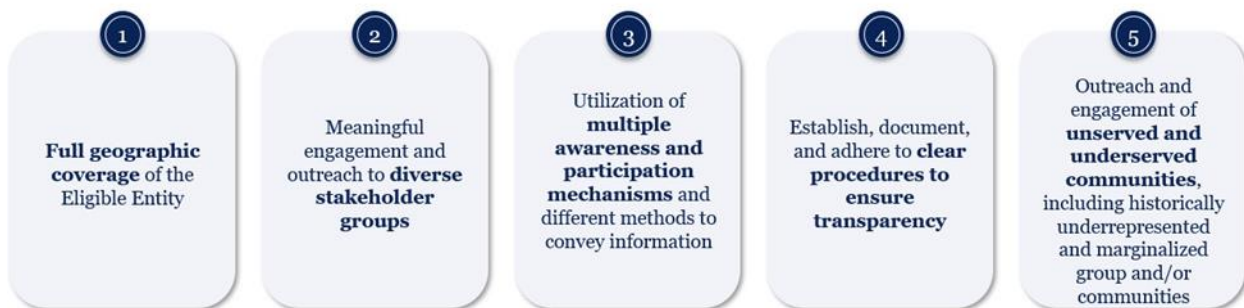 1
Full geographic
coverage of the
Eligible Entity
2
Meaningful
engagement and
outreach to diverse
stakeholder
groups
3
Utilization of
multiple
awareness and
participation
mechanisms and
different methods to
convey information
4
Establish, document,
and adhere to clear
procedures to
ensure
transparency
5
Outreach and
engagement of
unserved and
underserved
communities,
including historically
underrepresented
and marginalized
group and/or
communities